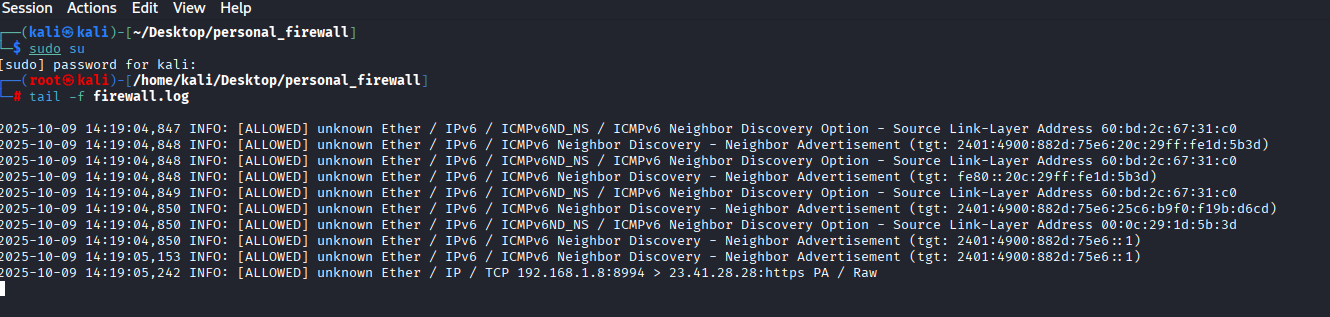 Session Actions Edit View Help
┌──(kali㉿kali)-[~/Desktop/personal_firewall]
└─$ sudo su
[sudo] password for kali:
┌──(root㉿kali)-[/home/kali/Desktop/personal_firewall]
└─# tail -f firewall.log
2025-10-09 14:19:04,847 INFO: [ALLOWED] unknown Ether / IPv6 / ICMPv6ND_NS / ICMPv6 Neighbor Discovery Option - Source Link-Layer Address 60:bd:2c:67:31:c0
2025-10-09 14:19:04,848 INFO: [ALLOWED] unknown Ether / IPv6 / ICMPv6 Neighbor Discovery - Neighbor Advertisement (tgt: 2401:4900:882d:75e6:20c:29ff:fe1d:5b3d)
2025-10-09 14:19:04,848 INFO: [ALLOWED] unknown Ether / IPv6 / ICMPv6ND_NS / ICMPv6 Neighbor Discovery Option - Source Link-Layer Address 60:bd:2c:67:31:c0
2025-10-09 14:19:04,848 INFO: [ALLOWED] unknown Ether / IPv6 / ICMPv6 Neighbor Discovery - Neighbor Advertisement (tgt: fe80::20c:29ff:fe1d:5b3d)
2025-10-09 14:19:04,849 INFO: [ALLOWED] unknown Ether / IPv6 / ICMPv6ND_NS / ICMPv6 Neighbor Discovery Option - Source Link-Layer Address 60:bd:2c:67:31:c0
2025-10-09 14:19:04,850 INFO: [ALLOWED] unknown Ether / IPv6 / ICMPv6 Neighbor Discovery - Neighbor Advertisement (tgt: 2401:4900:882d:75e6:25c6:b9f0:f19b:d6cd)
2025-10-09 14:19:04,850 INFO: [ALLOWED] unknown Ether / IPv6 / ICMPv6ND_NS / ICMPv6 Neighbor Discovery Option - Source Link-Layer Address 00:0c:29:1d:5b:3d
2025-10-09 14:19:04,850 INFO: [ALLOWED] unknown Ether / IPv6 / ICMPv6 Neighbor Discovery - Neighbor Advertisement (tgt: 2401:4900:882d:75e6::1)
2025-10-09 14:19:05,153 INFO: [ALLOWED] unknown Ether / IPv6 / ICMPv6 Neighbor Discovery - Neighbor Advertisement (tgt: 2401:4900:882d:75e6::1)
2025-10-09 14:19:05,242 INFO: [ALLOWED] unknown Ether / IP / TCP 192.168.1.8:8994 > 23.41.28.28:https PA / Raw